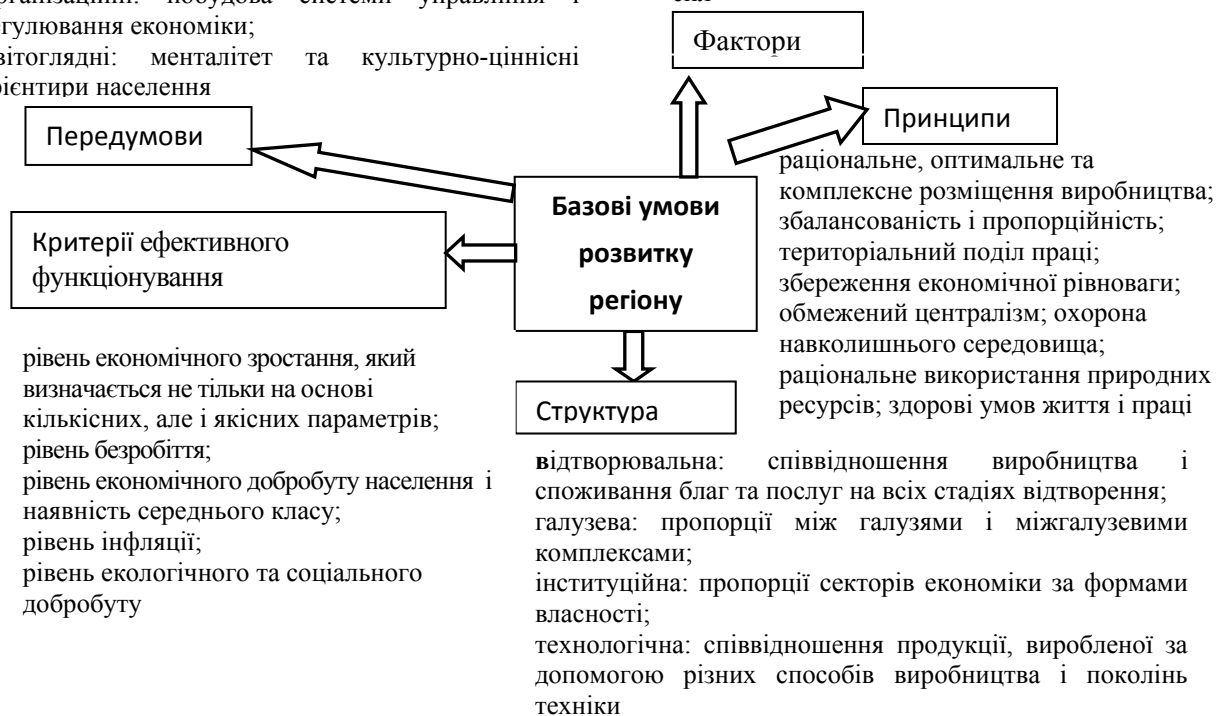 побудова системи управління і
регулювання економіки;
менталітет та культурно-ціннісні
населення
Фактори
Передумови
Принципи
раціональне, оптимальне та
комплексне розміщення виробництва;
збалансованість і пропорційність;
територіальний поділ праці;
збереження економічної рівноваги;
обмежений централізм; охорона
навколишнього середовища;
раціональне використання природних
ресурсів; здорові умов життя і праці
Базові умови
розвитку
регіону
Критерії ефективного
функціонування
рівень економічного зростання, який
визначається не тільки на основі
кількісних, але і якісних параметрів;
рівень безробіття;
рівень економічного добробуту населення і
наявність середнього класу;
рівень інфляції;
рівень екологічного та соціального
добробуту
Структура
відтворювальна: співвідношення виробництва і
споживання благ та послуг на всіх стадіях відтворення;
галузева: пропорції між галузями і міжгалузевими
комплексами;
інституційна: пропорції секторів економіки за формами
власності;
технологічна: співвідношення продукції, виробленої за
допомогою різних способів виробництва і поколінь
техніки